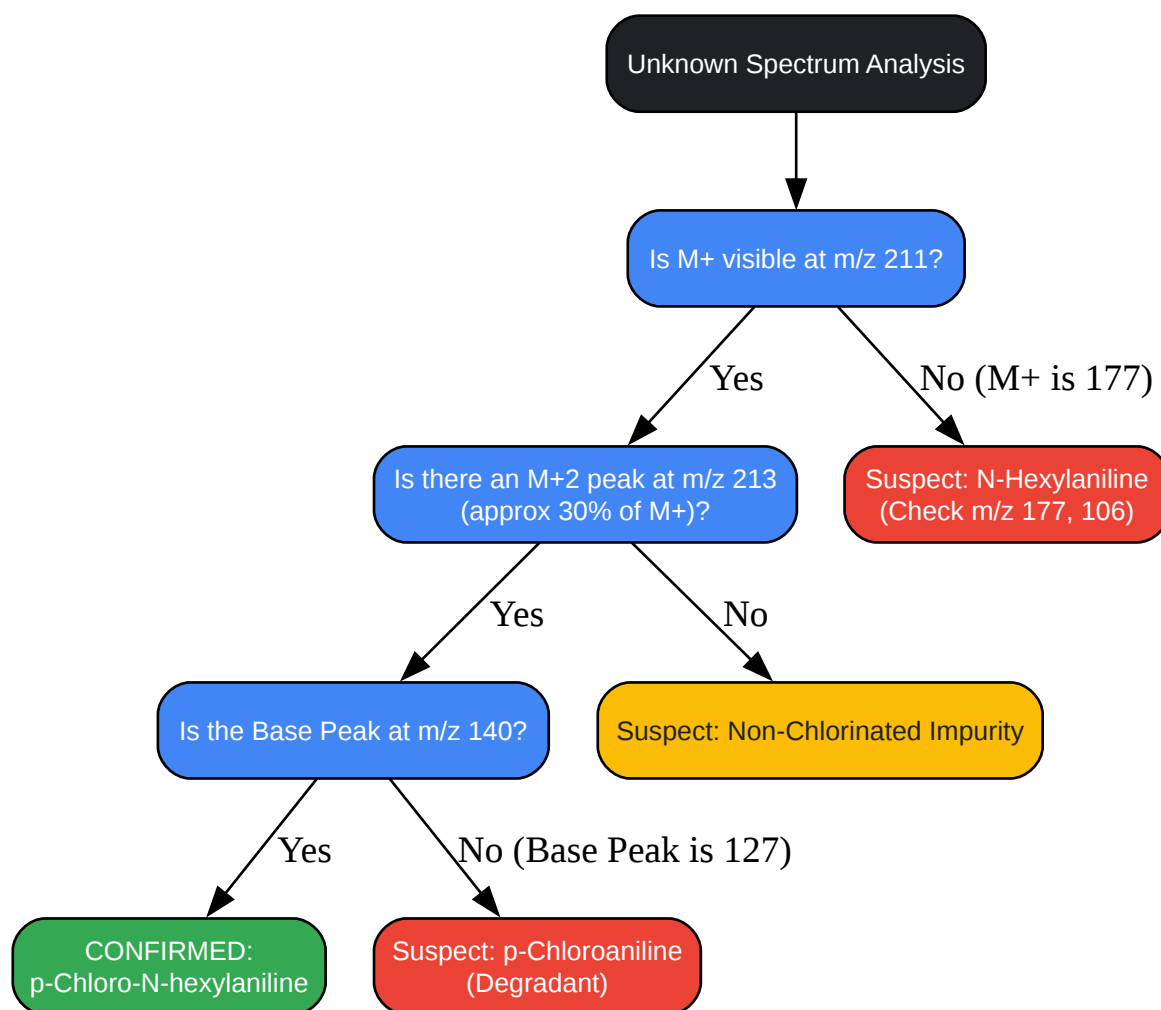 Unknown Spectrum Analysis
Is M+ visible at m/z 211?
Yes
No (M+ is 177)
Is there an M+2 peak at m/z 213
(approx 30% of M+)?
Suspect: N-Hexylaniline
(Check m/z 177, 106)
Yes
No
Is the Base Peak at m/z 140?
Suspect: Non-Chlorinated Impurity
Yes
No (Base Peak is 127)
CONFIRMED:
p-Chloro-N-hexylaniline
Suspect: p-Chloroaniline
(Degradant)